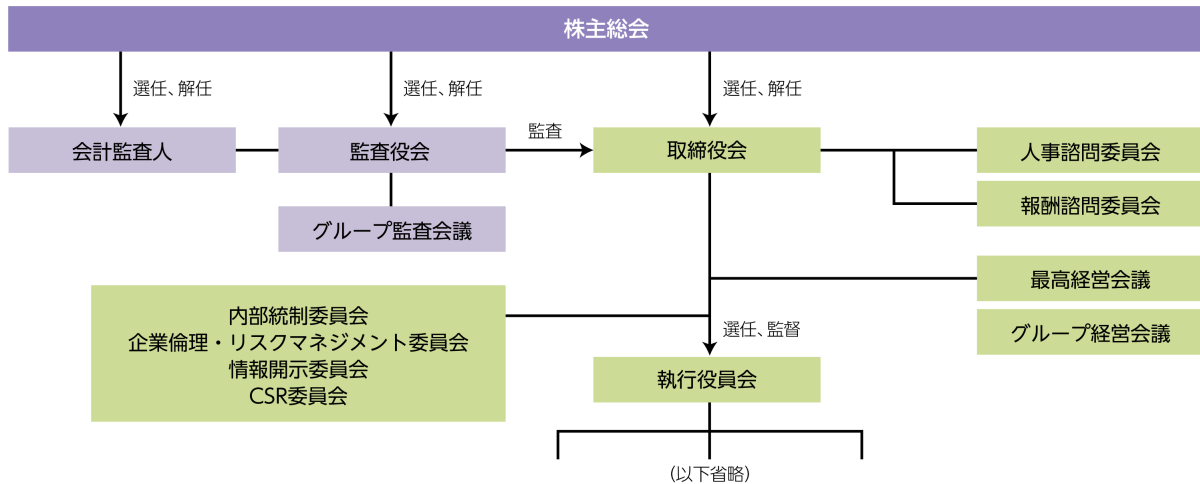 株主総会
選任、解任
選任、解任
選任、解任
会計監査人
監査役会
監査
取締役会
人事諮問委員会
報酬諮問委員会
グループ監査会議
最高経営会議
グループ経営会議
内部統制委員会
企業倫理・リスクマネジメント委員会
情報開示委員会
CSR委員会
選任、監督
執行役員会
(以下省略)